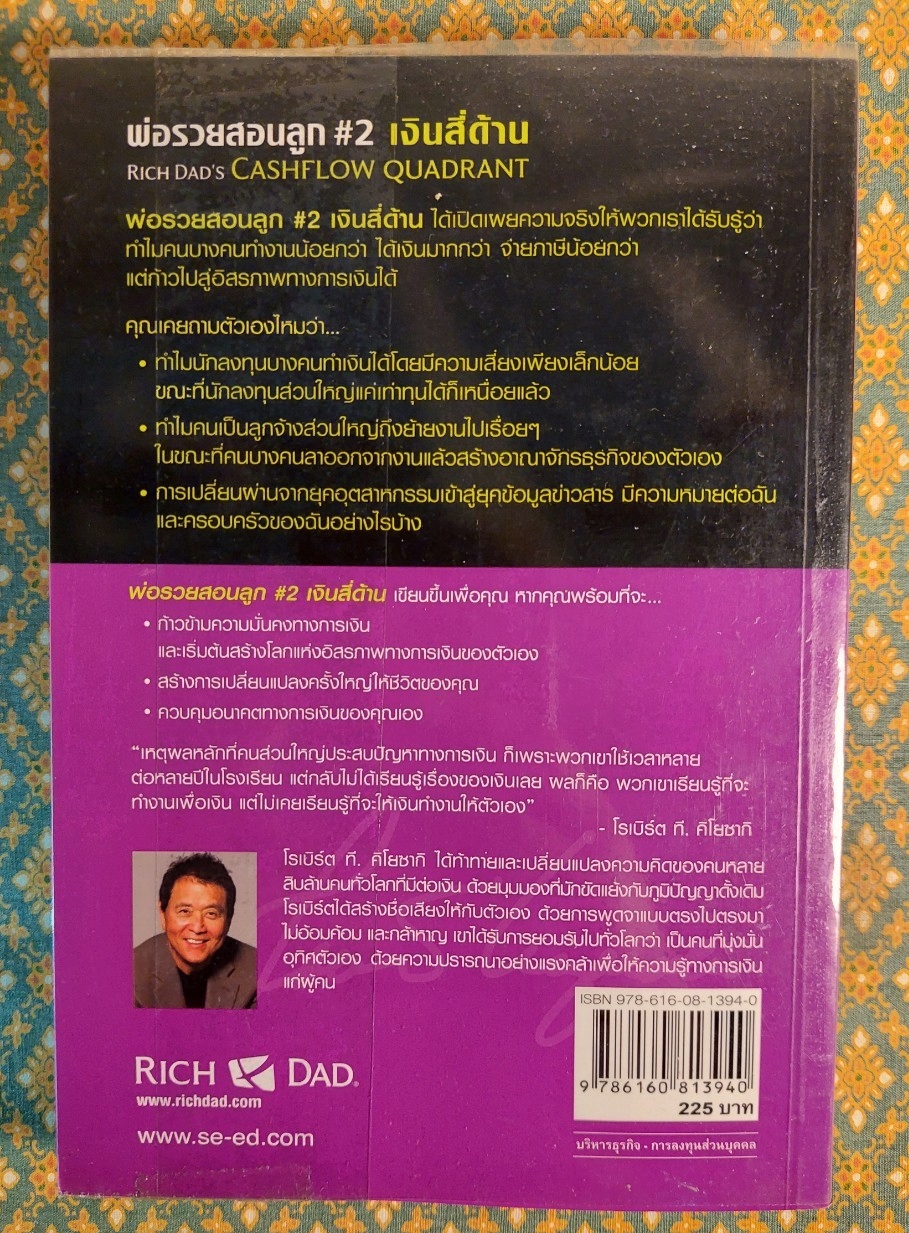 พ่อรวยสอนลูก #2 เงินสี่ด้าน
RICH DAD'S CASHFLOW QUADRANT
พ่อรวยสอนลูก #2 เงินสี่ด้าน ได้เปิดเผยความจริงให้พวกเราได้รับรู้ว่า
ทำไมคนบางคนทำงานน้อยกว่า ได้เงินมากกว่า จ่ายภาษีน้อยกว่า
แต่ก้าวไปสู่อิสรภาพทางการเงินได้
คุณเคยถามตัวเองไหมว่า...
• ทำไมนักลงทุนบางคนทำเงินได้โดยมีความเสี่ยงเพียงเล็กน้อย
ขณะที่นักลงทุนส่วนใหญ่แค่เท่าทุนได้ก็เหนื่อยแล้ว
• ทำไมคนเป็นลูกจ้างส่วนใหญ่ถึงย้ายงานไปเรื่อยๆ
ในขณะที่คนบางคนลาออกจากงานแล้วสร้างอาณาจักรธุรกิจของตัวเอง
• การเปลี่ยนผ่านจากยุคอุตสาหกรรมเข้าสู่ยุคข้อมูลข่าวสาร มีความหมายต่อฉัน
และครอบครัวของฉันอย่างไรบ้าง
พ่อรวยสอนลูก #2 เงินสี่ด้าน เขียนขึ้นเพื่อคุณ หากคุณพร้อมที่จะ...
• ก้าวข้ามความมั่นคงทางการเงิน
และเริ่มต้นสร้างโลกแห่งอิสรภาพทางการเงินของตัวเอง
• สร้างการเปลี่ยนแปลงครั้งใหญ่ให้ชีวิตของคุณ
• ควบคุมอนาคตทางการเงินของคุณเอง
"เหตุผลหลักที่คนส่วนใหญ่ประสบปัญหาทางการเงิน ก็เพราะพวกเขาใช้เวลาหลาย
ต่อหลายปีในโรงเรียน แต่กลับไม่ได้เรียนรู้เรื่องของเงินเลย ผลก็คือ พวกเขาเรียนรู้ที่จะ
ทำงานเพื่อเงิน แต่ไม่เคยเรียนรู้ที่จะให้เงินทำงานให้ตัวเอง"
- โรเบิร์ต ที. คิโยซากิ
โรเบิร์ต ที. คิโยซากิ ได้ท้าทายและเปลี่ยนแปลงความคิดของคนหลาย
สิบล้านคนทั่วโลกที่มีต่อเงิน ด้วยมุมมองที่มักขัดแย้งกับภูมิปัญญาดั้งเดิม
โรเบิร์ตได้สร้างชื่อเสียงให้กับตัวเอง ด้วยการพูดจาแบบตรงไปตรงมา
ไม่อ้อมค้อม และกล้าหาญ เขาได้รับการยอมรับไปทั่วโลกว่า เป็นคนที่มุ่งมั่น
อุทิศตัวเอง ด้วยความปรารถนาอย่างแรงกล้าเพื่อให้ความรู้ทางการเงิน
แก่ผู้คน
ISBN 978-616-08-1394-0
9 786160 813940
225 บาท
RICH DAD®
www.richdad.com
www.se-ed.com
บริหารธุรกิจ - การลงทุนส่วนบุคคล